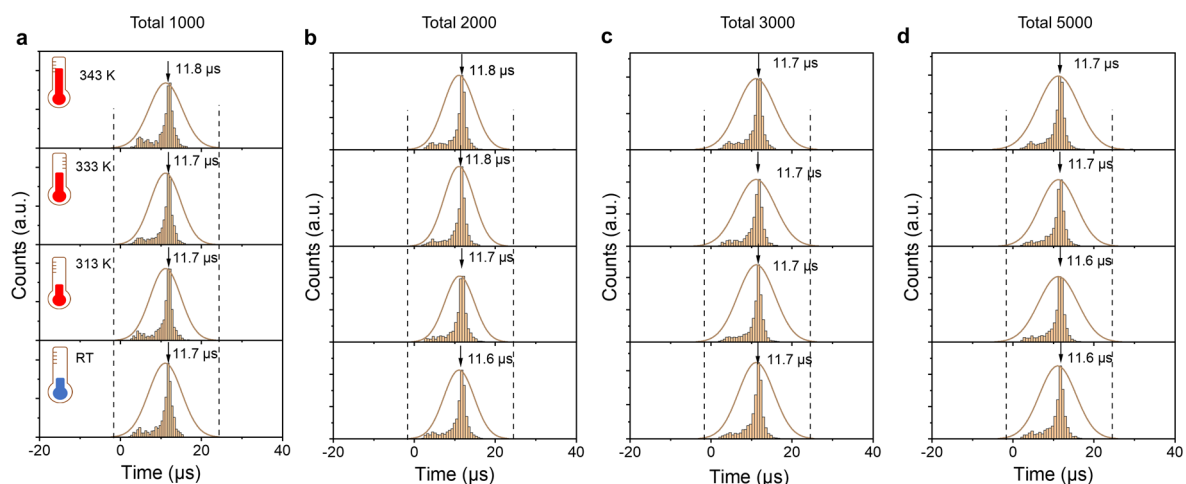 Total 1000
Total 2000
Total 3000
Total 5000
a
b
c
d
343 K
11.8 µs
11.8 µs
11.7 µs
11.7 µs
333 K
11.7 µs
11.8 µs
11.7 µs
11.7 µs
313 K
11.7 µs
11.7 µs
11.7 µs
11.6 µs
RT
11.7 µs
11.6 µs
11.7 µs
11.6 µs
Counts (a.u.)
Counts (a.u.)
Counts (a.u.)
Counts (a.u.)
-20 0 20 40
-20 0 20 40
-20 0 20 40
-20 0 20 40
Time (µs)
Time (µs)
Time (µs)
Time (µs)